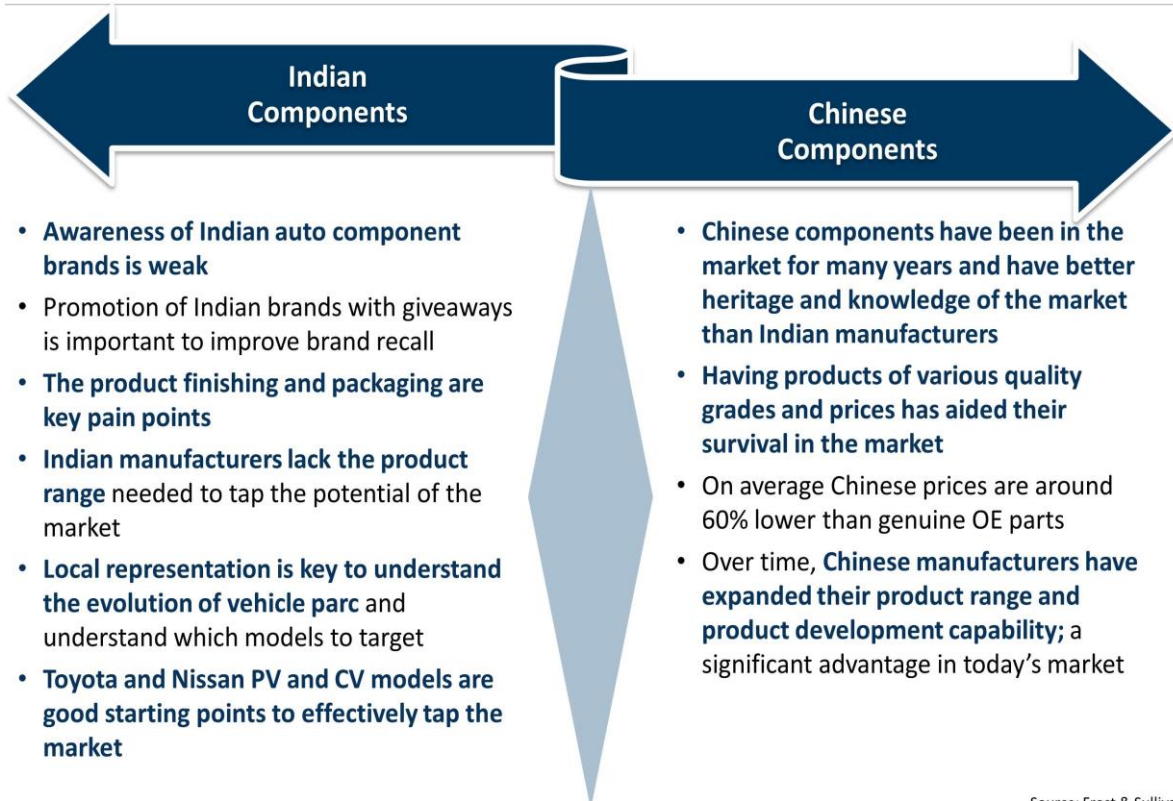 Indian
Components
Chinese
Components
• Awareness of Indian auto component
brands is weak
• Promotion of Indian brands with giveaways
is important to improve brand recall
• The product finishing and packaging are
key pain points
• Indian manufacturers lack the product
range needed to tap the potential of the
market
• Local representation is key to understand
the evolution of vehicle parc and
understand which models to target
• Toyota and Nissan PV and CV models are
good starting points to effectively tap the
market
• Chinese components have been in the
market for many years and have better
heritage and knowledge of the market
than Indian manufacturers
• Having products of various quality
grades and prices has aided their
survival in the market
• On average Chinese prices are around
60% lower than genuine OE parts
• Over time, Chinese manufacturers have
expanded their product range and
product development capability; a
significant advantage in today's market